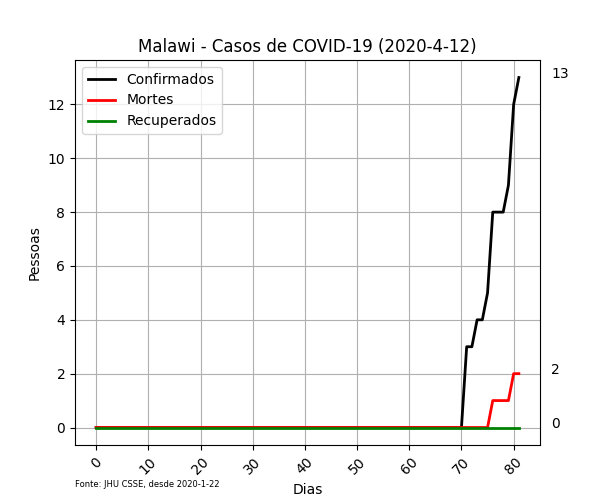 Malawi - Casos de COVID-19 (2020-4-12)
Confirmados
Mortes
Recuperados
13
2
0
12
10
8
6
4
2
0
Pessoas
0 10 20 30 40 50 60 70 80
Dias
Fonte: JHU CSSE, desde 2020-1-22